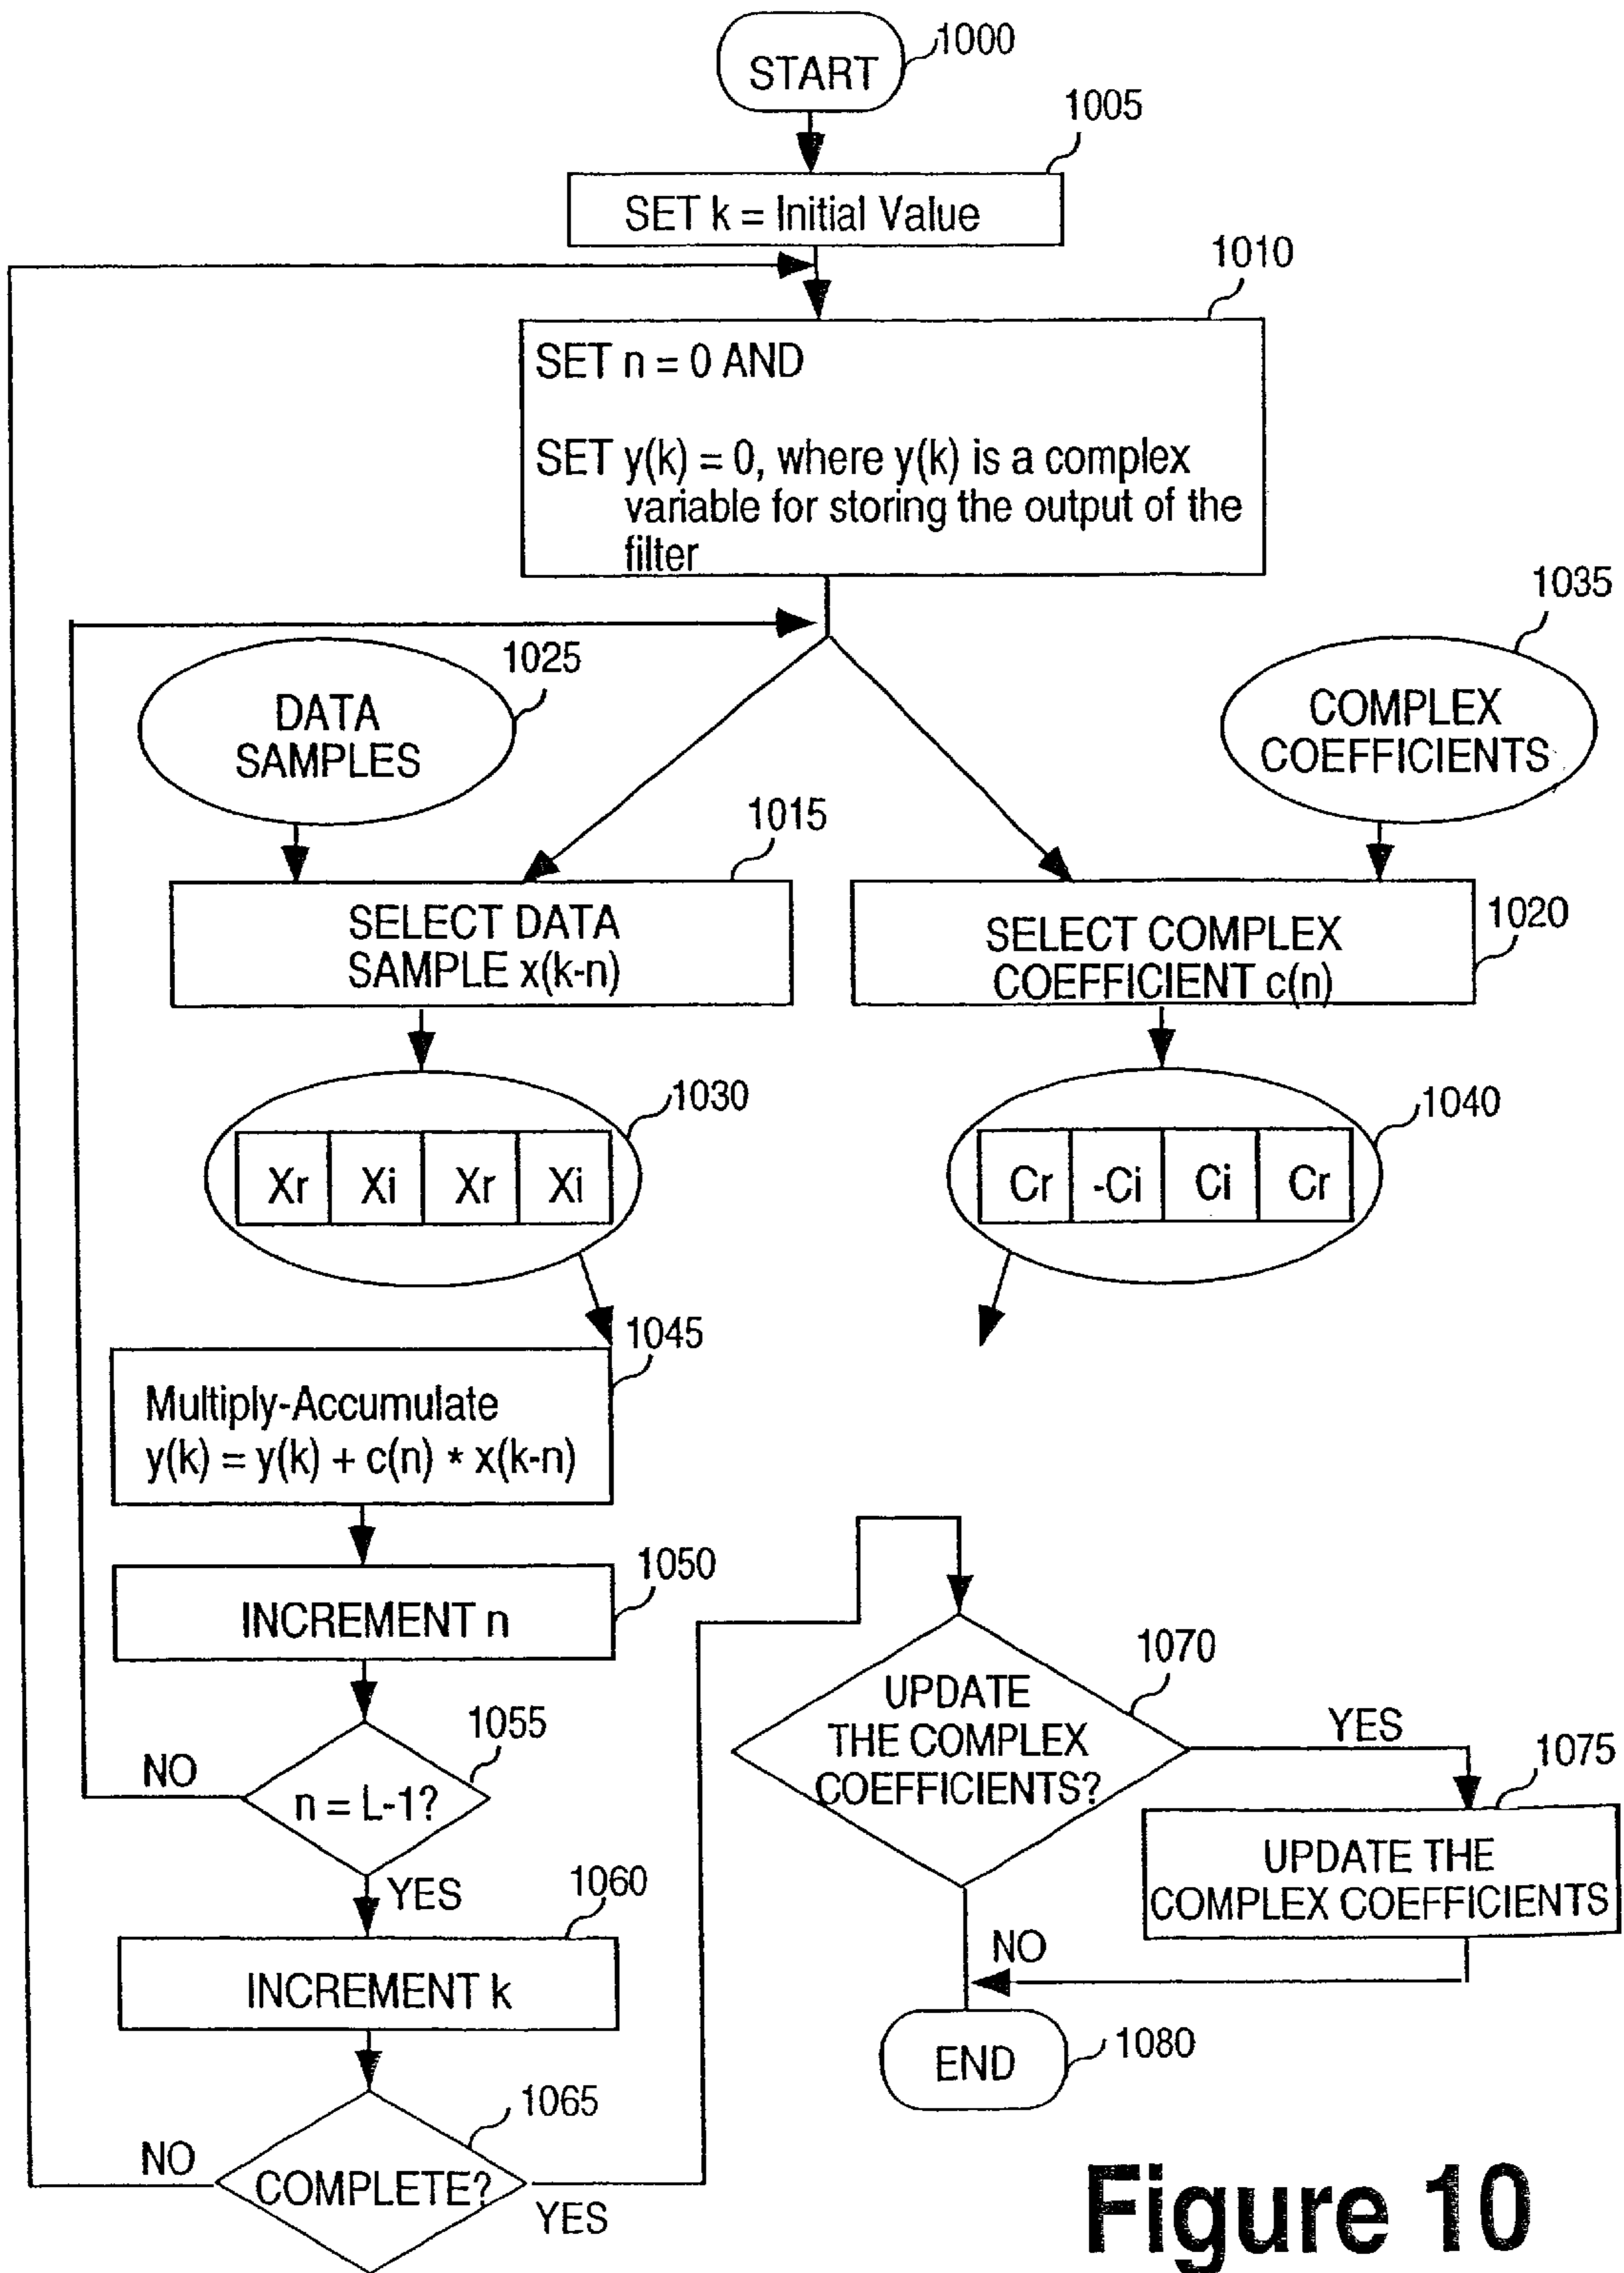 START
1000
1005
SET k = Initial Value
1010
SET n = 0 AND
SET y(k) = 0, where y(k) is a complex
variable for storing the output of the
filter
1025
DATA
SAMPLES
1035
COMPLEX
COEFFICIENTS
1015
SELECT DATA
SAMPLE x(k-n)
1020
SELECT COMPLEX
COEFFICIENT c(n)
1030
Xr Xi Xr Xi
1040
Cr -Ci Ci Cr
1045
Multiply-Accumulate
y(k) = y(k) + c(n) * x(k-n)
1050
INCREMENT n
1055
NO
n = L-1?
YES
1060
INCREMENT k
1065
NO
COMPLETE?
YES
1070
UPDATE
THE COMPLEX
COEFFICIENTS?
YES
1075
UPDATE THE
COMPLEX COEFFICIENTS
NO
END
1080
Figure 10